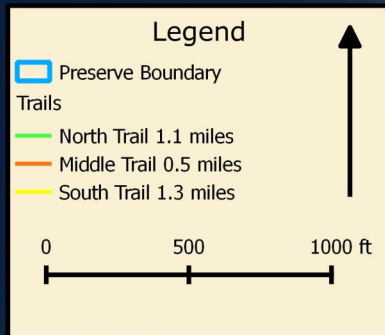 Legend
Preserve Boundary
Trails
North Trail 1.1 miles
Middle Trail 0.5 miles
South Trail 1.3 miles
0 500 1000 ft